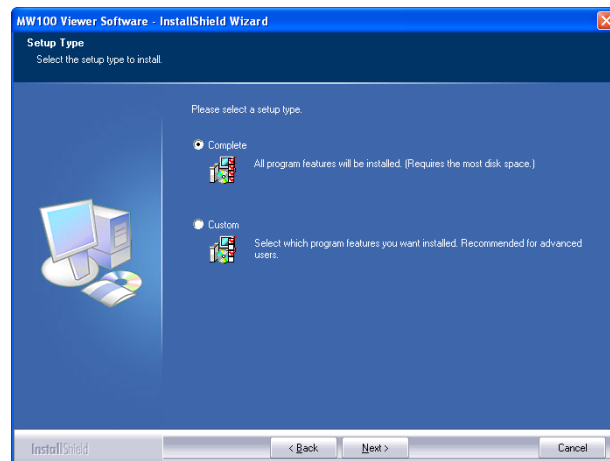 MW100 Viewer Software - InstallShield Wizard
Setup Type
Select the setup type to install.
Please select a setup type.
Complete
All program features will be installed. (Requires the most disk space.)
Custom
Select which program features you want installed. Recommended for advanced
users.
InstallShield
< Back
Next >
Cancel